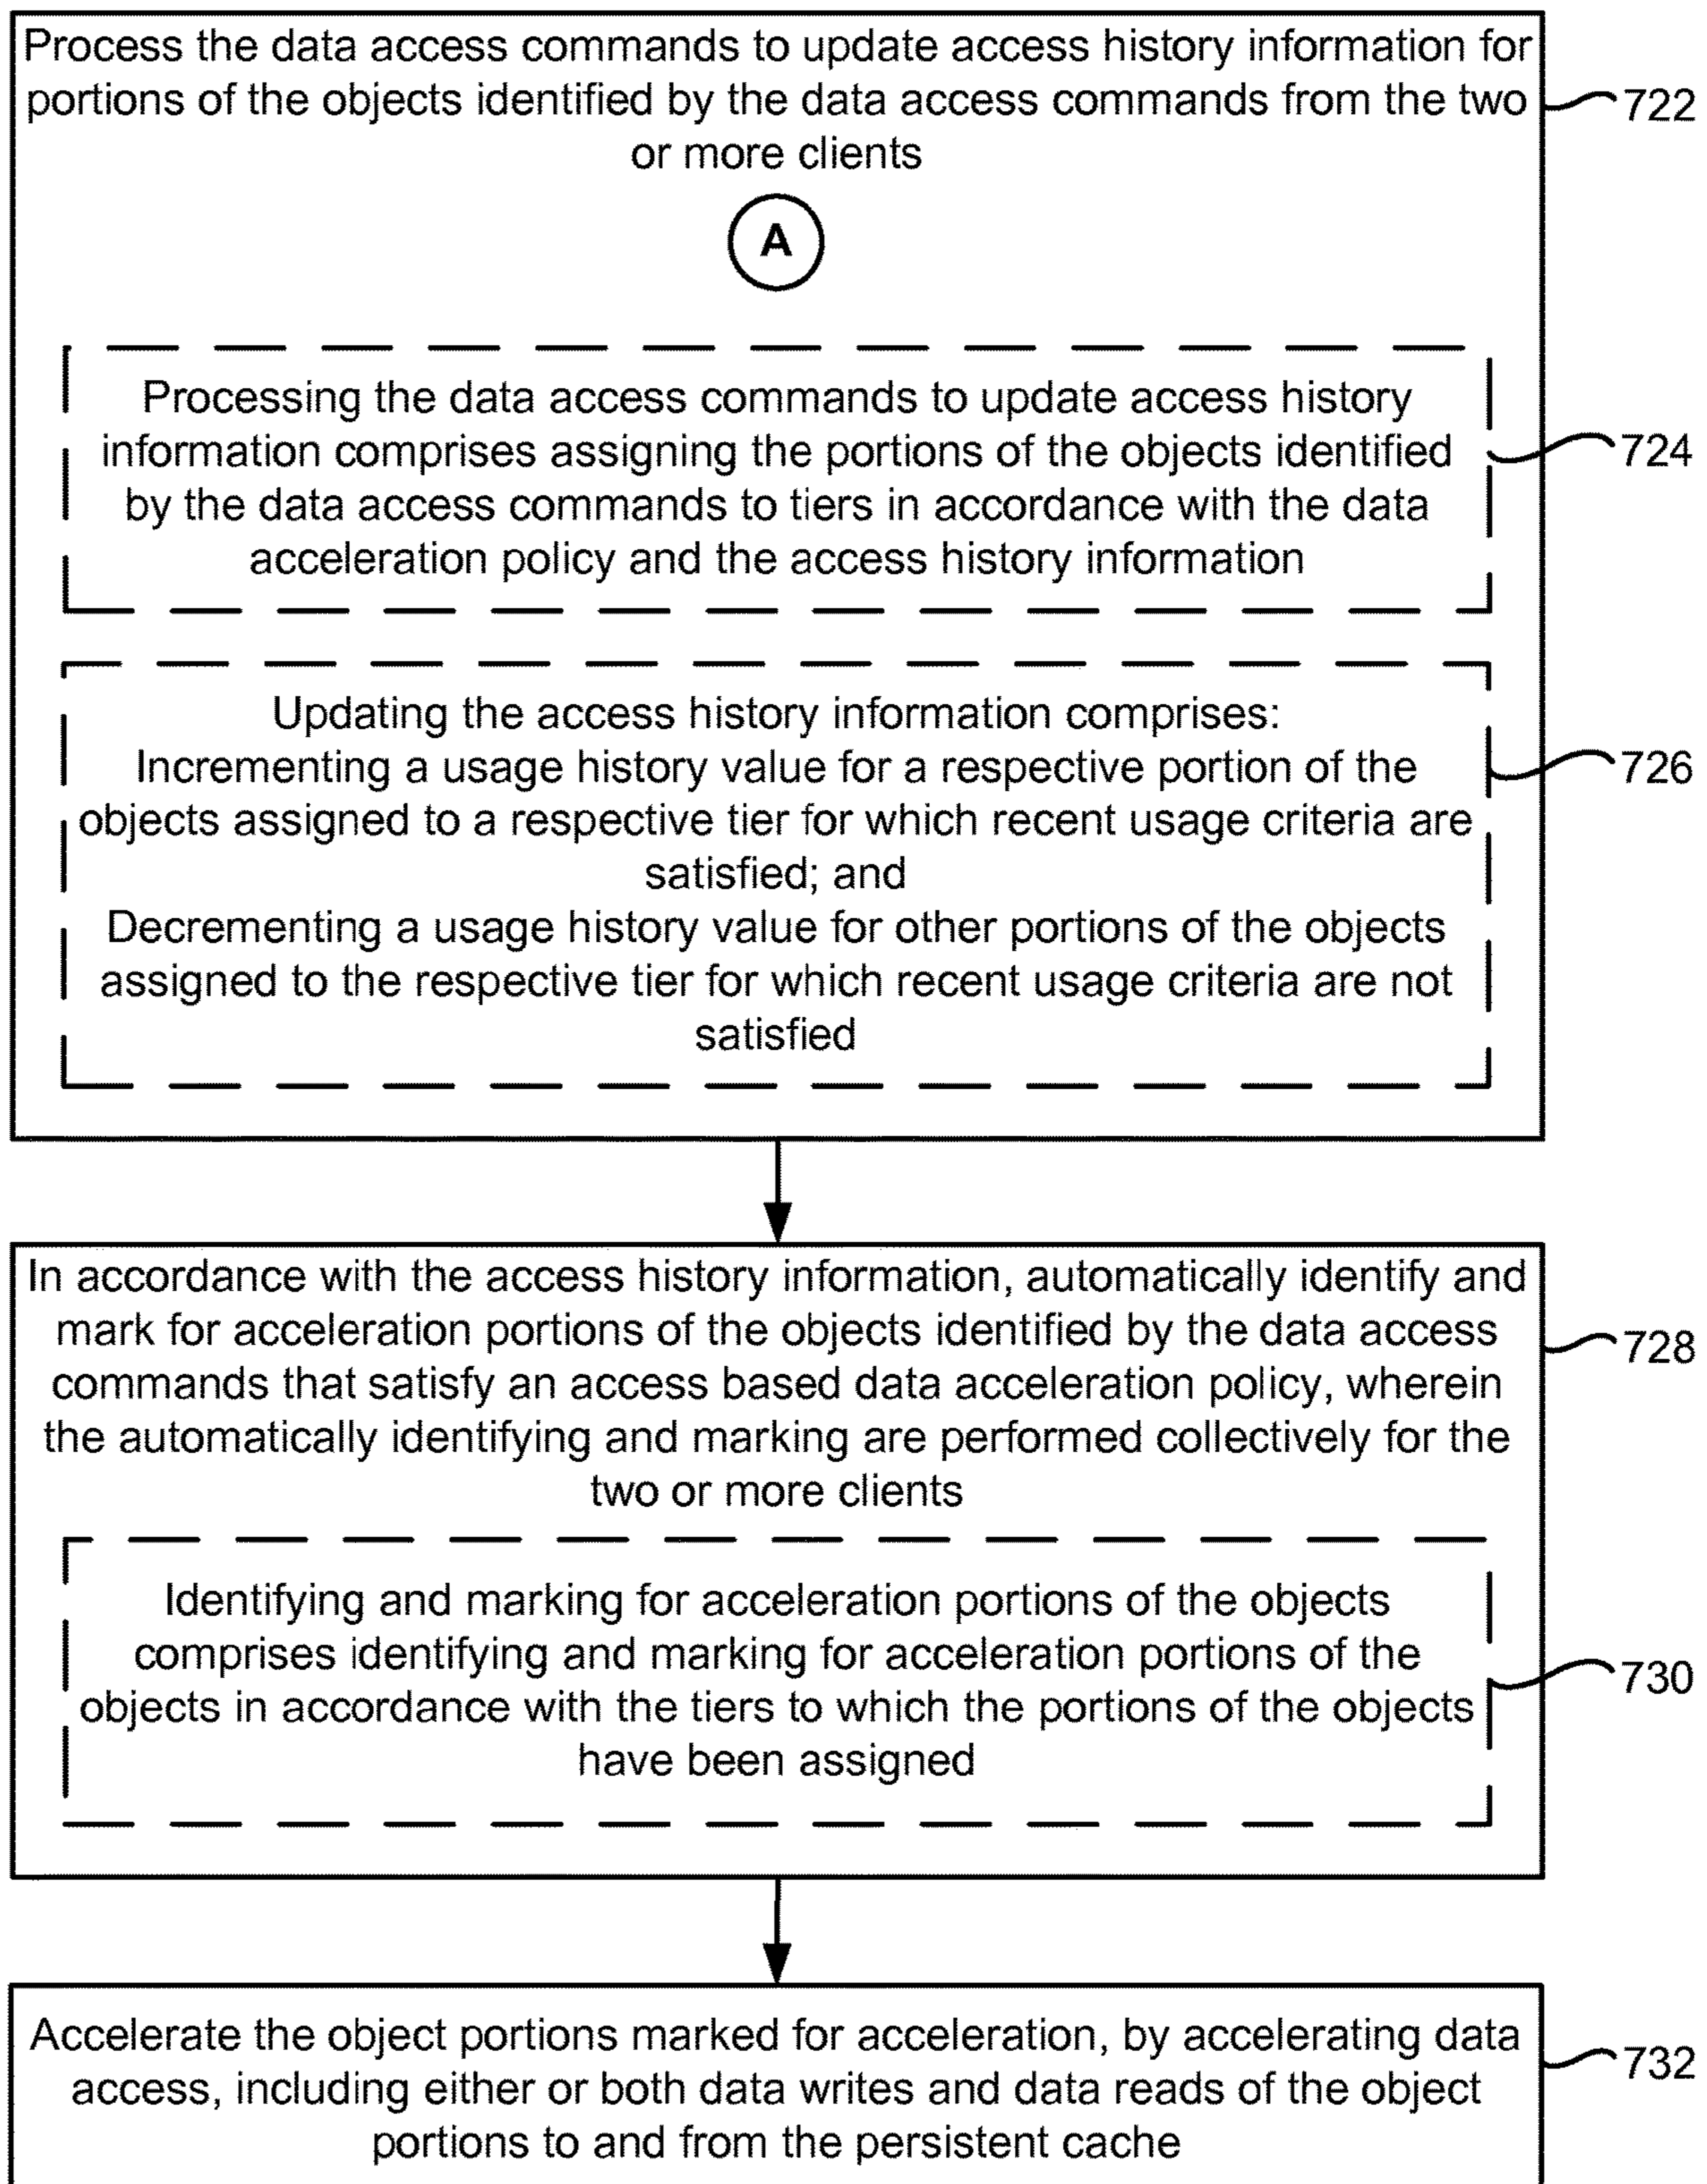 Process the data access commands to update access history information for
portions of the objects identified by the data access commands from the two
or more clients
722
A
Processing the data access commands to update access history
information comprises assigning the portions of the objects identified
by the data access commands to tiers in accordance with the data
acceleration policy and the access history information
724
Updating the access history information comprises:
Incrementing a usage history value for a respective portion of the
objects assigned to a respective tier for which recent usage criteria are
satisfied; and
Decrementing a usage history value for other portions of the objects
assigned to the respective tier for which recent usage criteria are not
satisfied
726
In accordance with the access history information, automatically identify and
mark for acceleration portions of the objects identified by the data access
commands that satisfy an access based data acceleration policy, wherein
the automatically identifying and marking are performed collectively for the
two or more clients
728
Identifying and marking for acceleration portions of the objects
comprises identifying and marking for acceleration portions of the
objects in accordance with the tiers to which the portions of the objects
have been assigned
730
Accelerate the object portions marked for acceleration, by accelerating data
access, including either or both data writes and data reads of the object
portions to and from the persistent cache
732